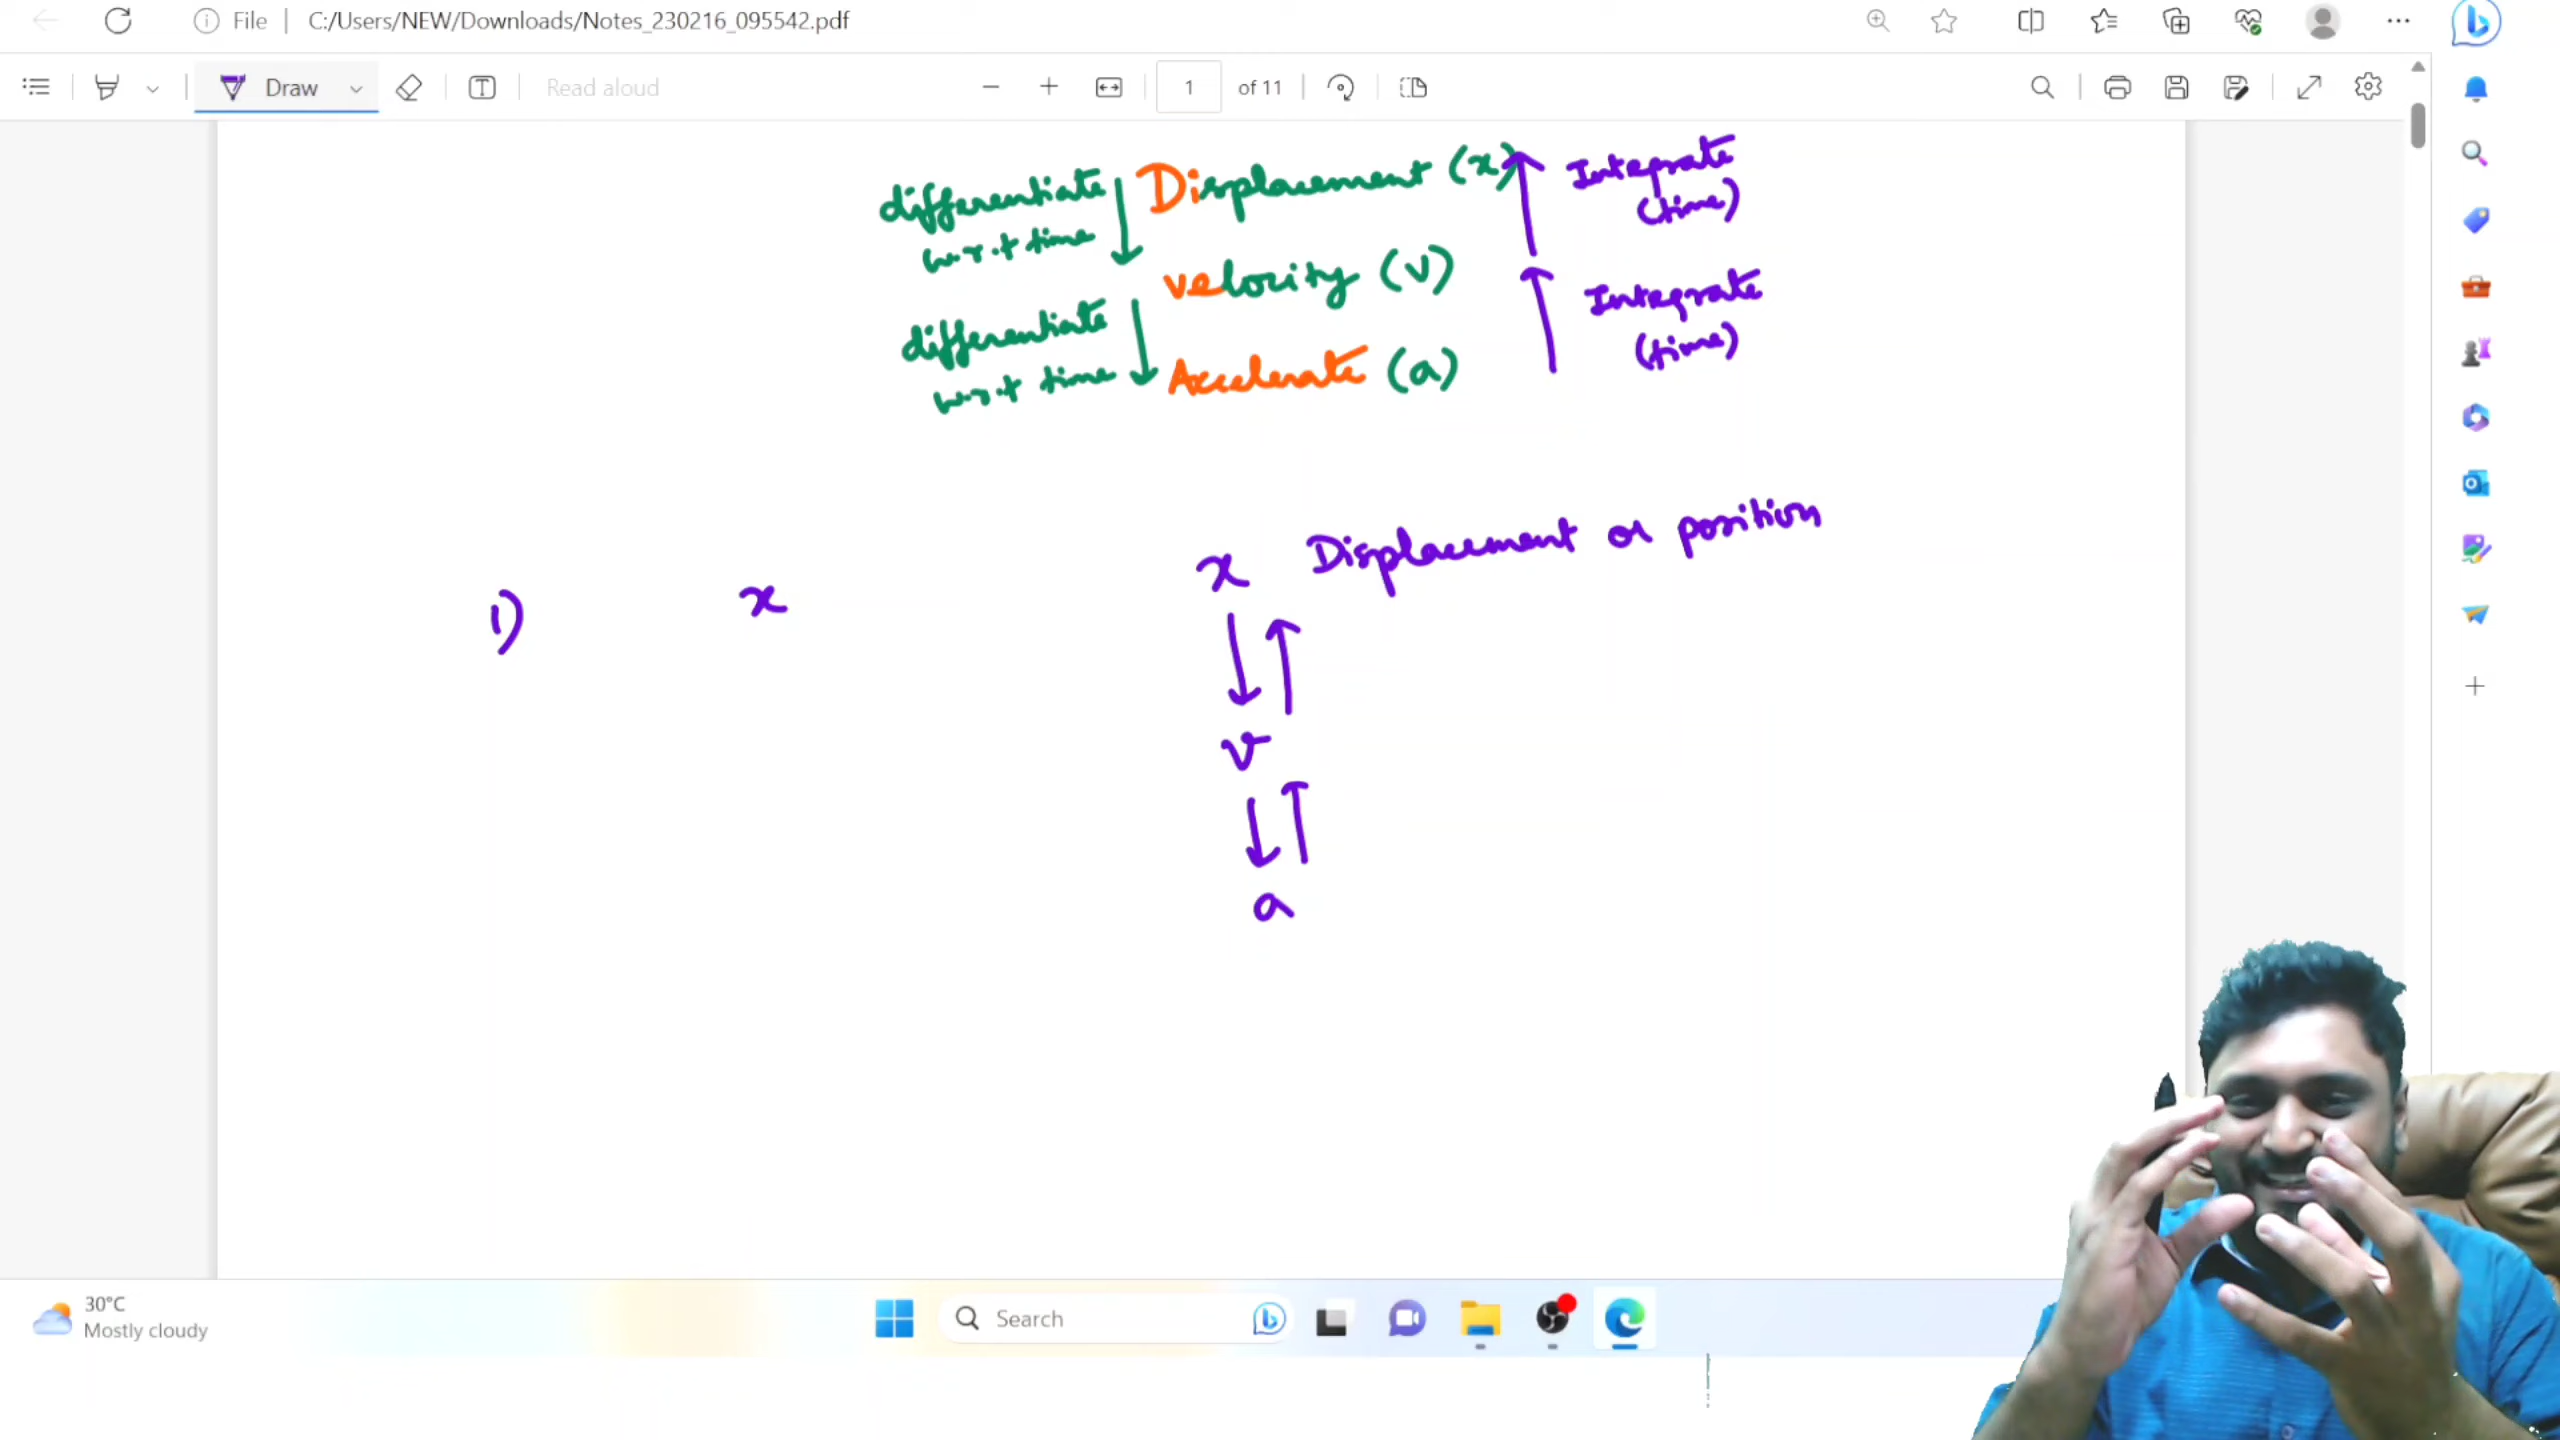 File | C:/Users/NEW/Downloads/Notes_230216_095542.pdf
Draw
Read aloud
1 of 11
differentiate Displacement (x) Integrate
w.r.t time (time)
velocity (v)
differentiate Integrate
w.r.t time Accelerate (a) (time)
x Displacement or position
1) x
v
a
30°C
Mostly cloudy
Search